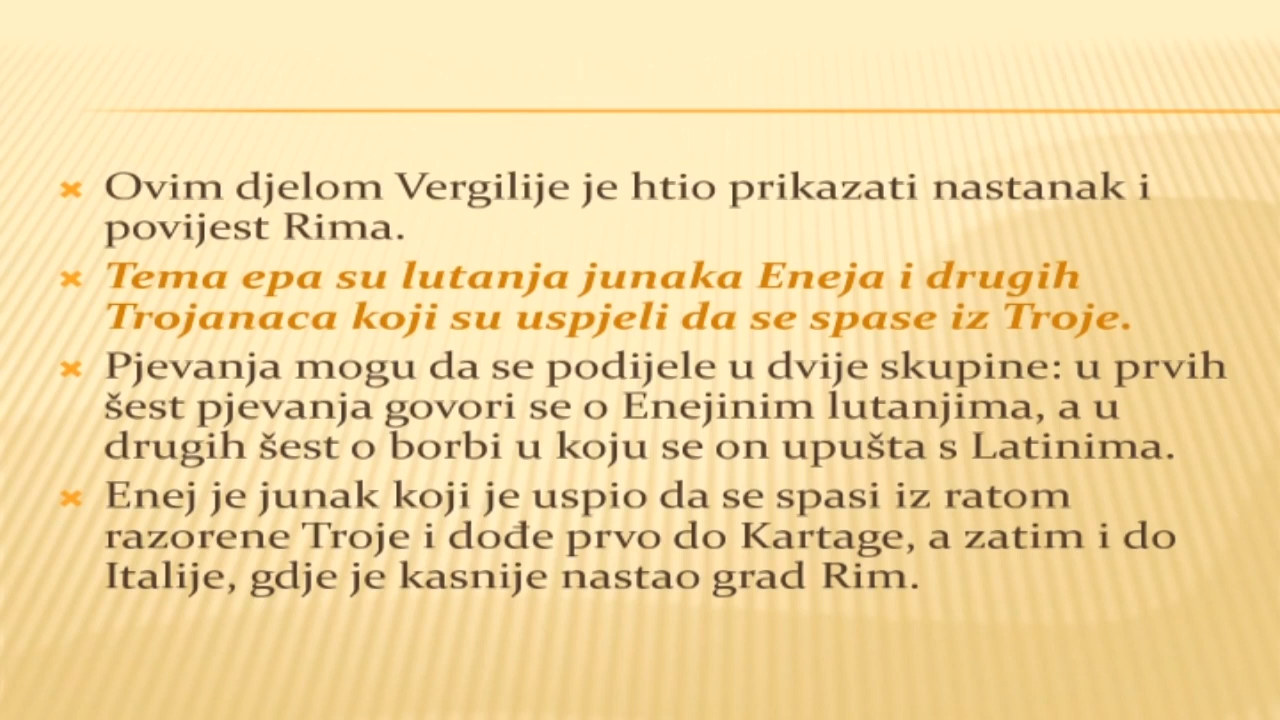 Ovim djelom Vergilije je htio prikazati nastanak i
povijest Rima.
Tema epa su lutanja junaka Eneja i drugih
Trojanaca koji su uspjeli da se spase iz Troje.
Pjevanja mogu da se podijele u dvije skupine: u prvih
šest pjevanja govori se o Enejinim lutanjima, a u
drugih šest o borbi u koju se on upušta s Latinima.
Enej je junak koji je uspio da se spasi iz ratom
razorene Troje i dođe prvo do Kartage, a zatim i do
Italije, gdje je kasnije nastao grad Rim.